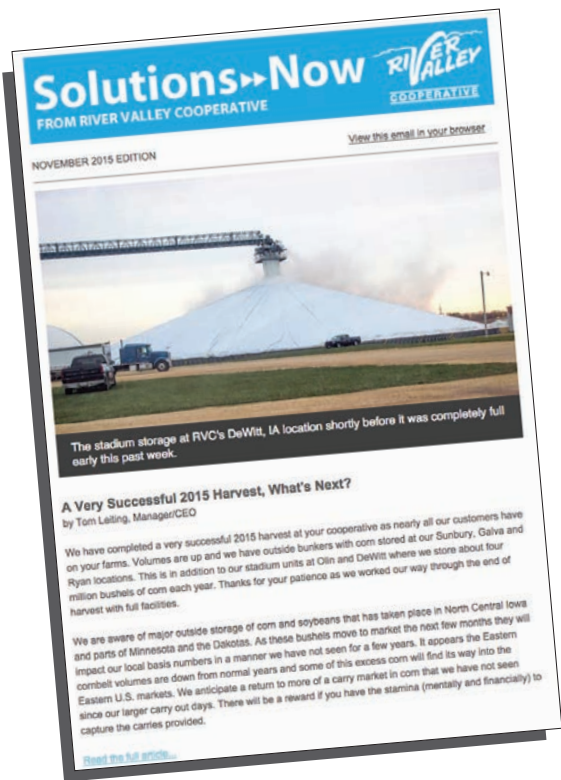 Solutions▸▸Now
FROM RIVER VALLEY COOPERATIVE
RIVER
VALLEY
COOPERATIVE
NOVEMBER 2015 EDITION
View this email in your browser
The stadium storage at RVC's DeWitt, IA location shortly before it was completely full
early this past week.
A Very Successful 2015 Harvest, What's Next?
by Tom Leiting, Manager/CEO
We have completed a very successful 2015 harvest at your cooperative as nearly all our customers have
on your farms. Volumes are up and we have outside bunkers with corn stored at our Sunbury, Galva and
Ryan locations. This is in addition to our stadium units at Olin and DeWitt where we store about four
million bushels of corn each year. Thanks for your patience as we worked our way through the end of
harvest with full facilities.
We are aware of major outside storage of corn and soybeans that has taken place in North Central Iowa
and parts of Minnesota and the Dakotas. As these bushels move to market the next few months they will
impact our local basis numbers in a manner we have not seen for a few years. It appears the Eastern
cornbelt volumes are down from normal years and some of this excess corn will find its way into the
Eastern U.S. markets. We anticipate a return to more of a carry market in corn that we have not seen
since our larger carry out days. There will be a reward if you have the stamina (mentally and financially) to
capture the carries provided.
Read the full article...